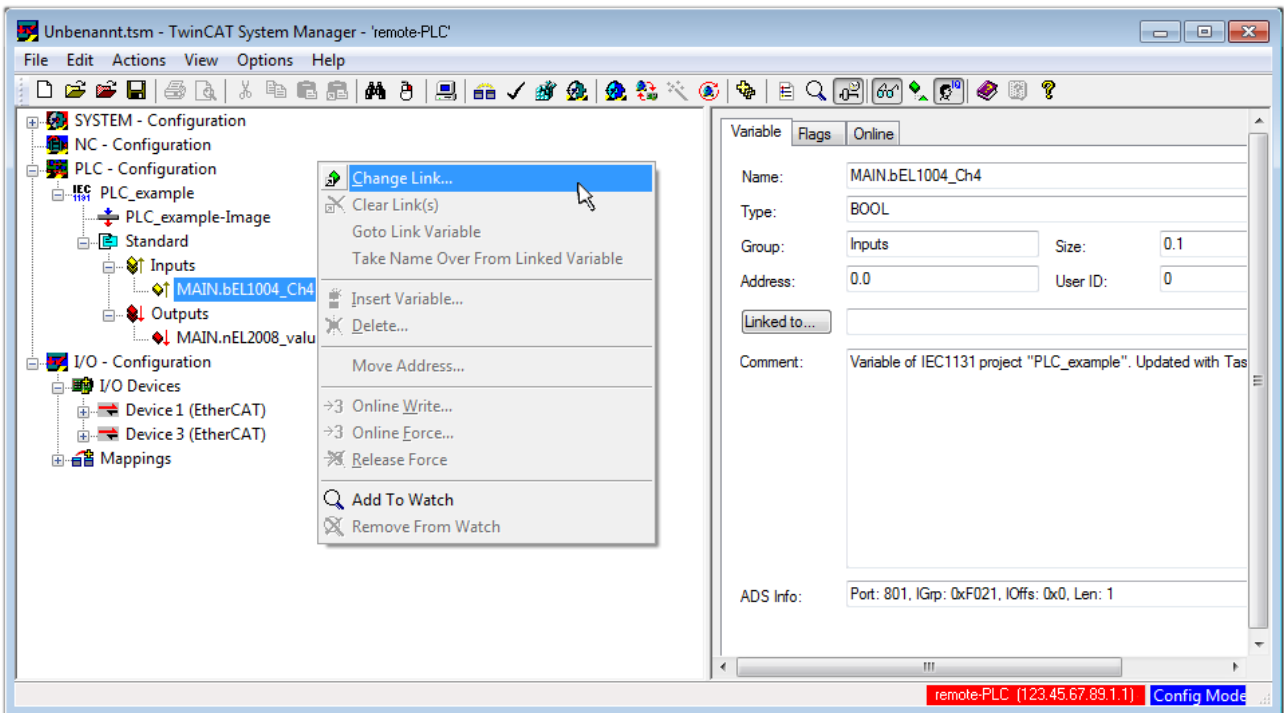 Unbenannt.tsm - TwinCAT System Manager - 'remote-PLC'
File Edit Actions View Options Help
SYSTEM - Configuration
NC - Configuration
PLC - Configuration
IEC 1131 PLC_example
PLC_example-Image
Standard
Inputs
MAIN.bEL1004_Ch4
Outputs
MAIN.nEL2008_valu
I/O - Configuration
I/O Devices
Device 1 (EtherCAT)
Device 3 (EtherCAT)
Mappings
Change Link...
Clear Link(s)
Goto Link Variable
Take Name Over From Linked Variable
Insert Variable...
Delete...
Move Address...
→3 Online Write...
→3 Online Force...
Release Force
Add To Watch
Remove From Watch
Variable Flags Online
Name: MAIN.bEL1004_Ch4
Type: BOOL
Group: Inputs Size: 0.1
Address: 0.0 User ID: 0
Linked to...
Comment: Variable of IEC1131 project "PLC_example". Updated with Tas
ADS Info: Port: 801, IGrp: 0xF021, IOffs: 0x0, Len: 1
remote-PLC (123.45.67.89.1.1) Config Mode